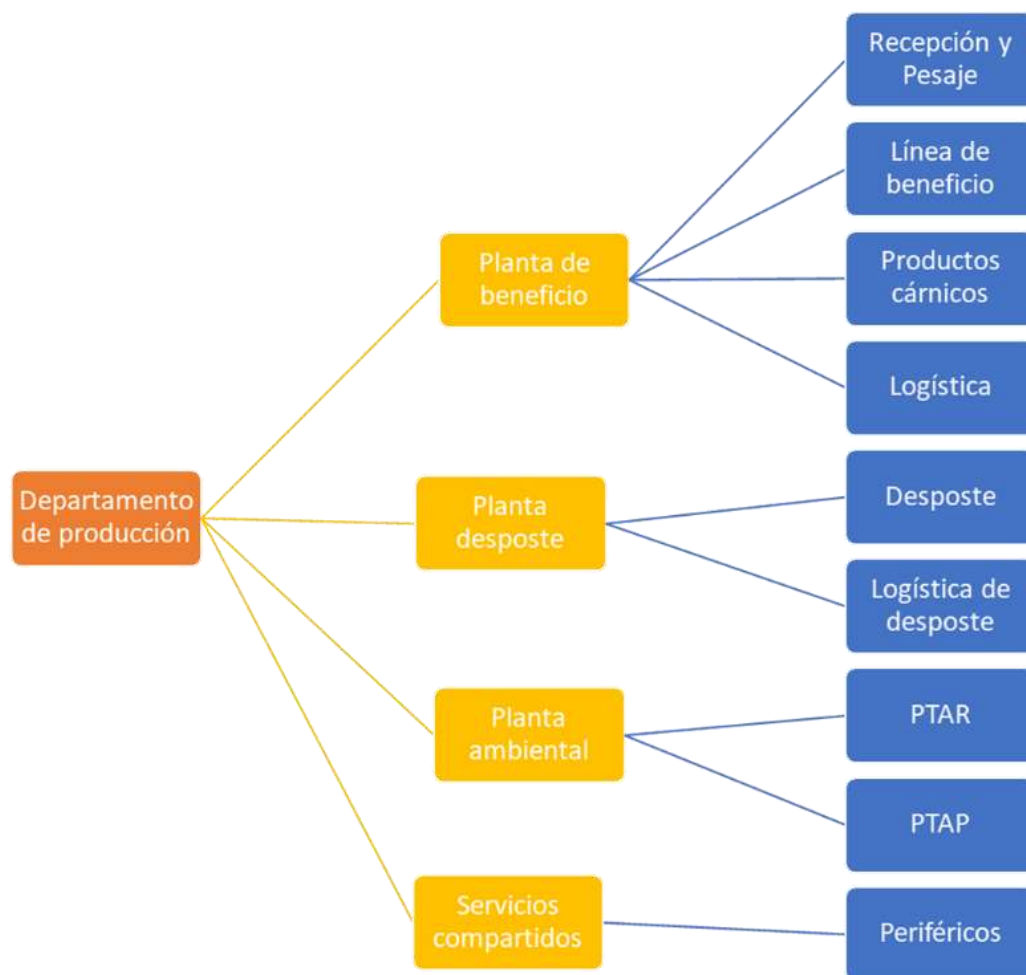 Departamento
de producción
Planta de
beneficio
Recepción y
Pesaje
Línea de
beneficio
Productos
cárnicos
Logística
Planta
desposte
Desposte
Logística de
desposte
Planta
ambiental
PTAR
PTAP
Servicios
compartidos
Periféricos